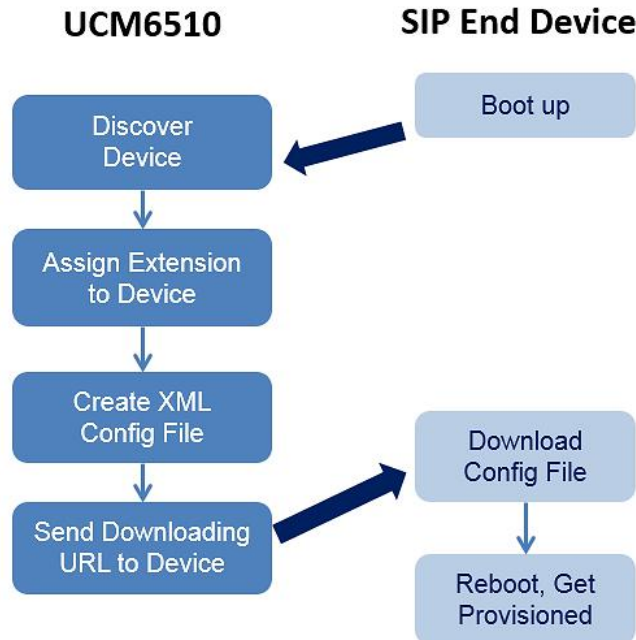 UCM6510
SIP End Device
Boot up
Discover
Device
Assign Extension
to Device
Create XML
Config File
Send Downloading
URL to Device
Download
Config File
Reboot, Get
Provisioned